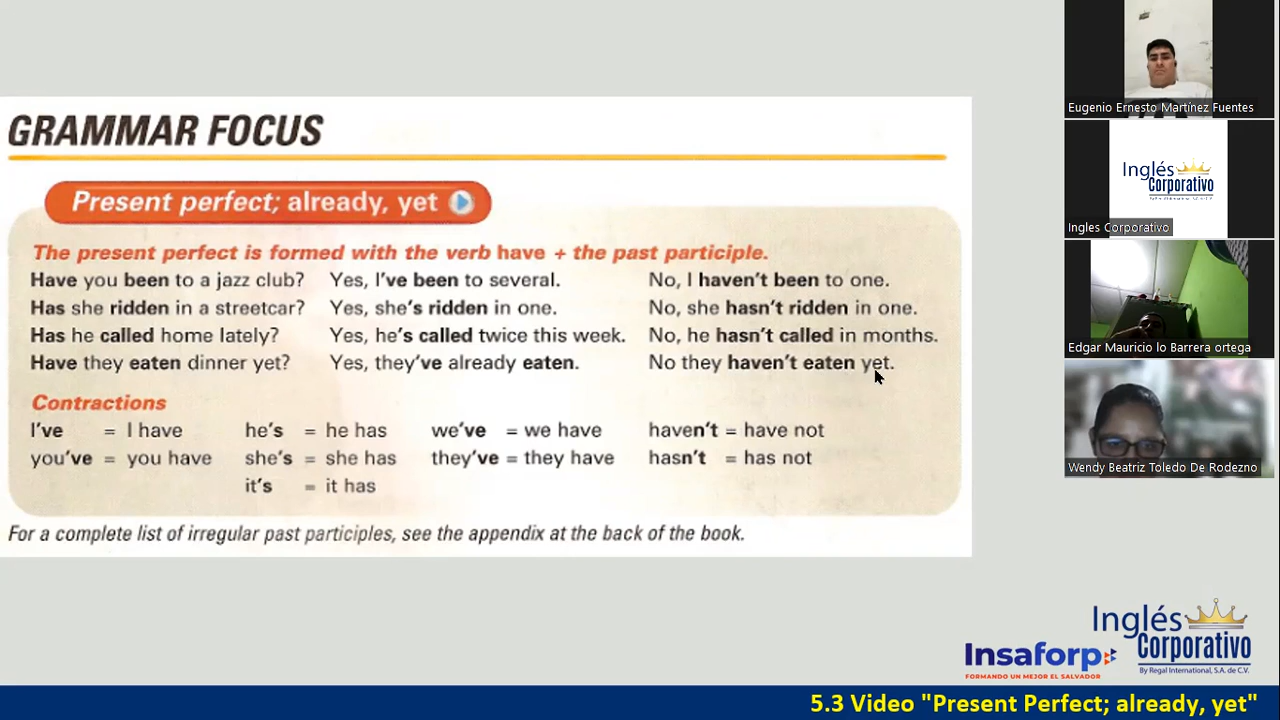 GRAMMAR FOCUS
Present perfect; already, yet
The present perfect is formed with the verb have + the past participle.
Have you been to a jazz club? Yes, I've been to several. No, I haven't been to one.
Has she ridden in a streetcar? Yes, she's ridden in one. No, she hasn't ridden in one.
Has he called home lately? Yes, he's called twice this week. No, he hasn't called in months.
Have they eaten dinner yet? Yes, they've already eaten. No they haven't eaten yet.
Contractions
I've = I have he's = he has we've = we have haven't = have not
you've = you have she's = she has they've = they have hasn't = has not
it's = it has
For a complete list of irregular past participles, see the appendix at the back of the book.
Eugenio Ernesto Martínez Fuentes
Inglés
Corporativo
Ingles Corporativo
Edgar Mauricio lo Barrera ortega
Wendy Beatriz Toledo De Rodezno
Insaforp
FORMANDO UN MEJOR EL SALVADOR
Inglés
Corporativo
By Regal International, S.A. de C.V.
5.3 Video "Present Perfect; already, yet"